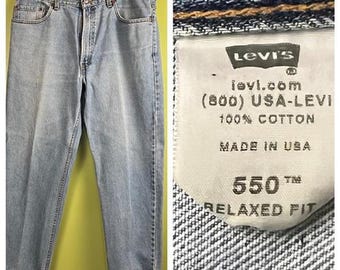 LEVI'S
®
levi.com
(800) USA-LEVI
100% COTTON
MADE IN USA
550™
RELAXED FIT